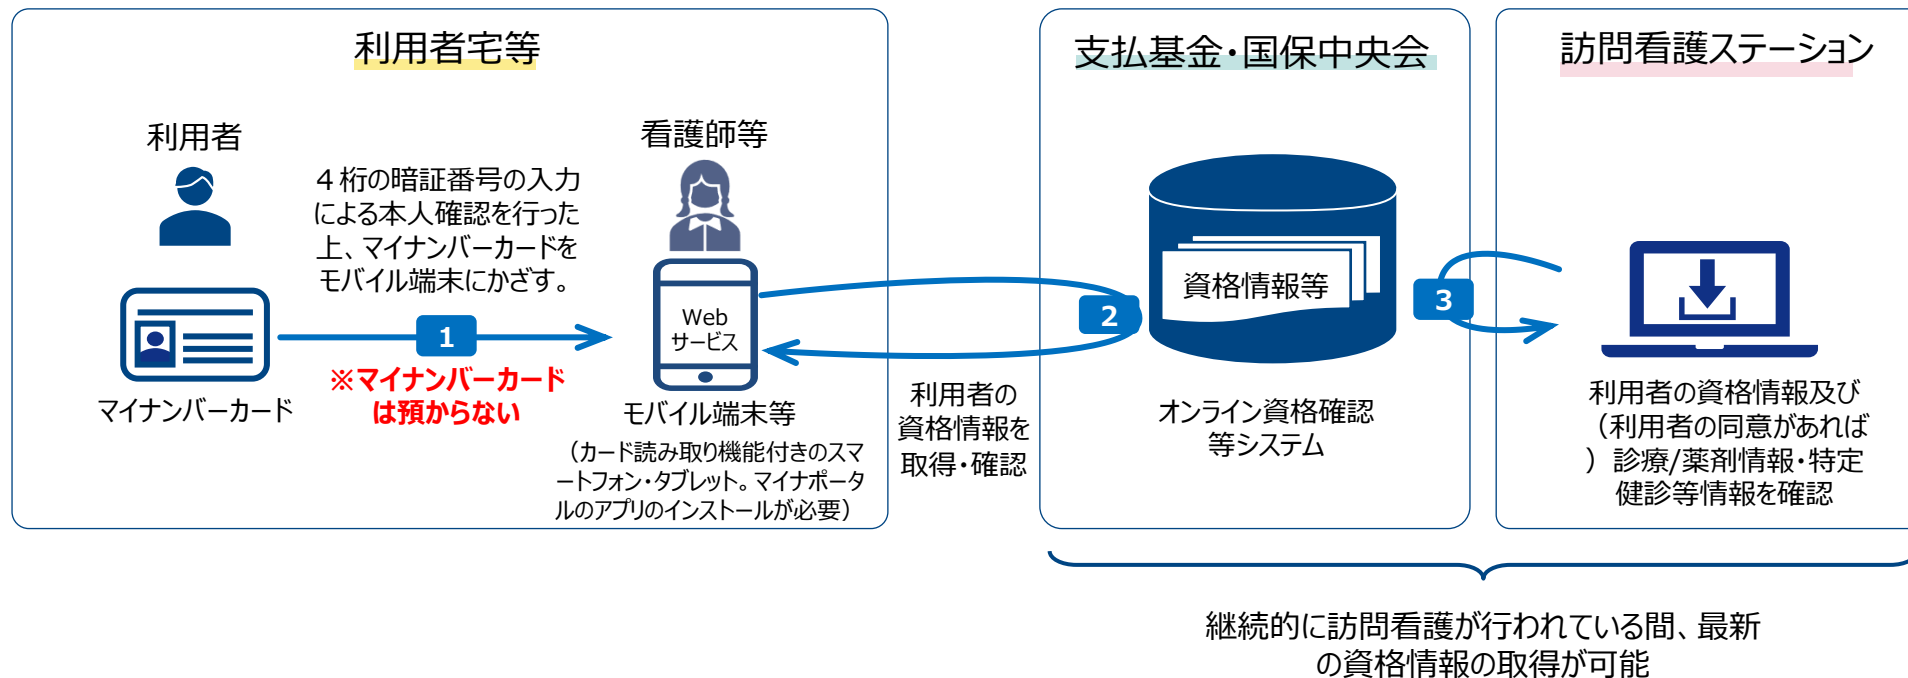 利用者宅等
利用者
４桁の暗証番号の入力
による本人確認を行った
上、マイナンバーカードを
モバイル端末にかざす。
看護師等
1
Web
サービス
※マイナンバーカード
は預からない
マイナンバーカード
モバイル端末等
（カード読み取り機能付きのスマ
ートフォン・タブレット。マイナポータ
ルのアプリのインストールが必要）
利用者の
資格情報を
取得・確認
支払基金・国保中央会
2
資格情報等
オンライン資格確認
等システム
3
訪問看護ステーション
利用者の資格情報及び
（利用者の同意があれば
）診療/薬剤情報・特定
健診等情報を確認
継続的に訪問看護が行われている間、最新
の資格情報の取得が可能